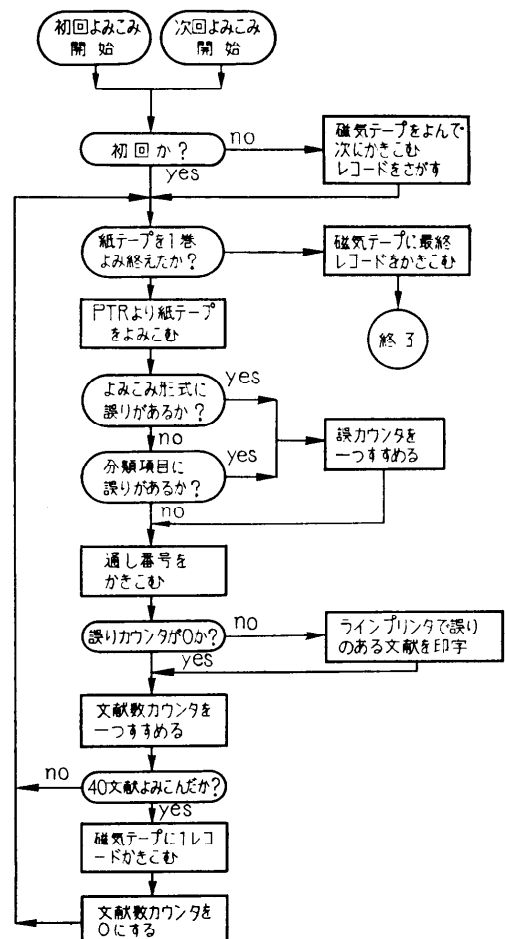 初回よみこみ
開始
次回よみこみ
開始
初回か?
no
yes
磁気テープをよんで
次にかきこむ
レコードをさがす
紙テープを1巻
よみ終えたか?
磁気テープに最終
レコードをかきこむ
終了
PTRより紙テープ
をよみこむ
よみこみ形式に
誤りがあるか?
yes
no
分類項目に
誤りがあるか?
yes
no
誤カウンタを
一つすすめる
通し番号を
かきこむ
誤りカウンタが0か?
no
yes
ラインプリンタで誤り
のある文献を印字
文献数カウンタを
一つすすめる
40文献よみこんだか?
no
yes
磁気テープに1レコ
ードかきこむ
文献数カウンタを
0にする